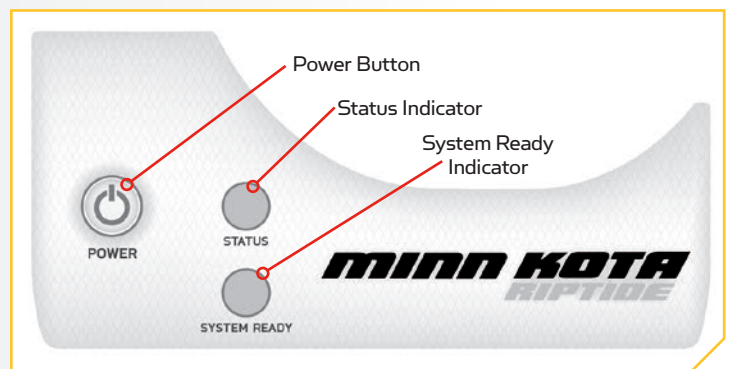 Power Button
Status Indicator
System Ready
Indicator
POWER
STATUS
SYSTEM READY
MINN KOTA
RIPTIDE